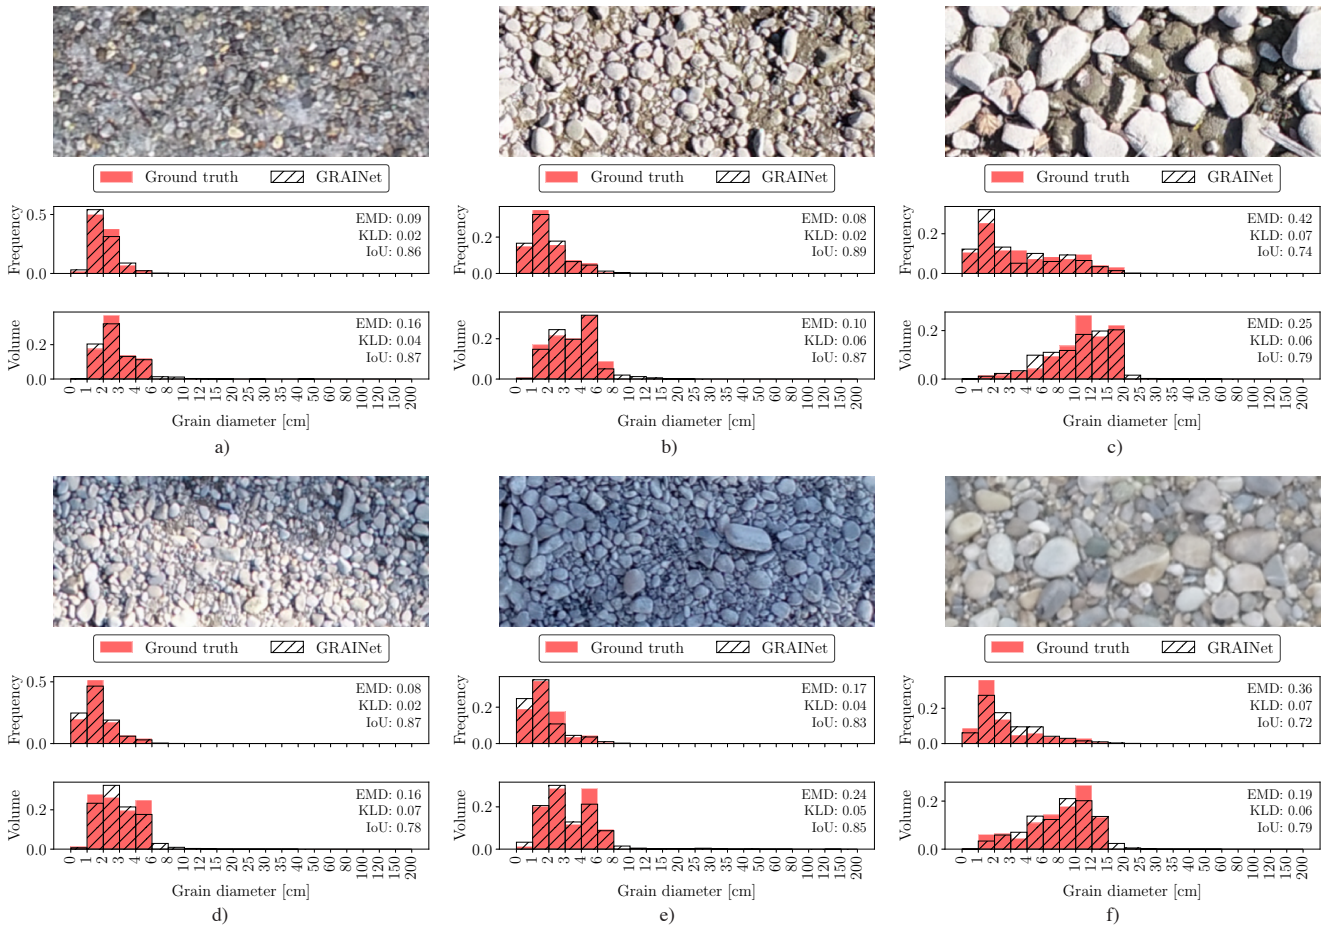 Ground truth GRAINet
Frequency
0.5
0.0
EMD: 0.09
KLD: 0.02
IoU: 0.86
Volume
0.2
0.0
EMD: 0.16
KLD: 0.04
IoU: 0.87
0 1 2 3 4 6 8 10 12 15 20 25 30 35 40 50 60 80 100 120 150 200
Grain diameter [cm]
a)
Ground truth GRAINet
Frequency
0.2
0.0
EMD: 0.08
KLD: 0.02
IoU: 0.89
Volume
0.2
0.0
EMD: 0.10
KLD: 0.06
IoU: 0.87
0 1 2 3 4 6 8 10 12 15 20 25 30 35 40 50 60 80 100 120 150 200
Grain diameter [cm]
b)
Ground truth GRAINet
Frequency
0.2
0.0
EMD: 0.42
KLD: 0.07
IoU: 0.74
Volume
0.2
0.0
EMD: 0.25
KLD: 0.06
IoU: 0.79
0 1 2 3 4 6 8 10 12 15 20 25 30 35 40 50 60 80 100 120 150 200
Grain diameter [cm]
c)
Ground truth GRAINet
Frequency
0.5
0.0
EMD: 0.08
KLD: 0.02
IoU: 0.87
Volume
0.2
0.0
EMD: 0.16
KLD: 0.07
IoU: 0.78
0 1 2 3 4 6 8 10 12 15 20 25 30 35 40 50 60 80 100 120 150 200
Grain diameter [cm]
d)
Ground truth GRAINet
Frequency
0.2
0.0
EMD: 0.17
KLD: 0.04
IoU: 0.83
Volume
0.2
0.0
EMD: 0.24
KLD: 0.05
IoU: 0.85
0 1 2 3 4 6 8 10 12 15 20 25 30 35 40 50 60 80 100 120 150 200
Grain diameter [cm]
e)
Ground truth GRAINet
Frequency
0.2
0.0
EMD: 0.36
KLD: 0.07
IoU: 0.72
Volume
0.2
0.0
EMD: 0.19
KLD: 0.06
IoU: 0.79
0 1 2 3 4 6 8 10 12 15 20 25 30 35 40 50 60 80 100 120 150 200
Grain diameter [cm]
f)